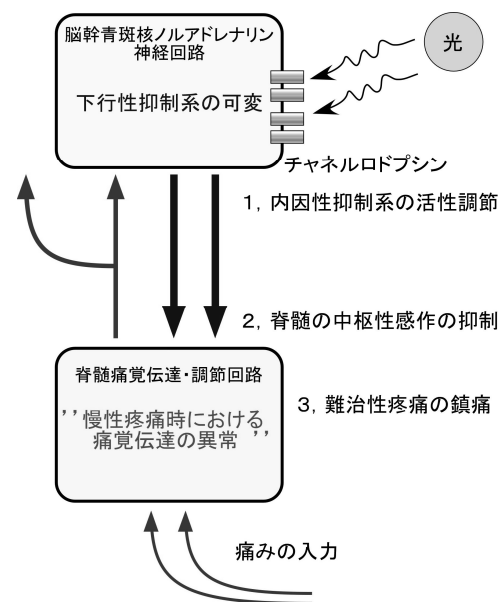 脳幹青斑核ノルアドレナリン
神経回路
光
下行性抑制系の可変
チャネルロドプシン
1, 内因性抑制系の活性調節
2, 脊髄の中枢性感作の抑制
脊髄痛覚伝達・調節回路
3, 難治性疼痛の鎮痛
’’慢性疼痛時における
痛覚伝達の異常 ’’
痛みの入力